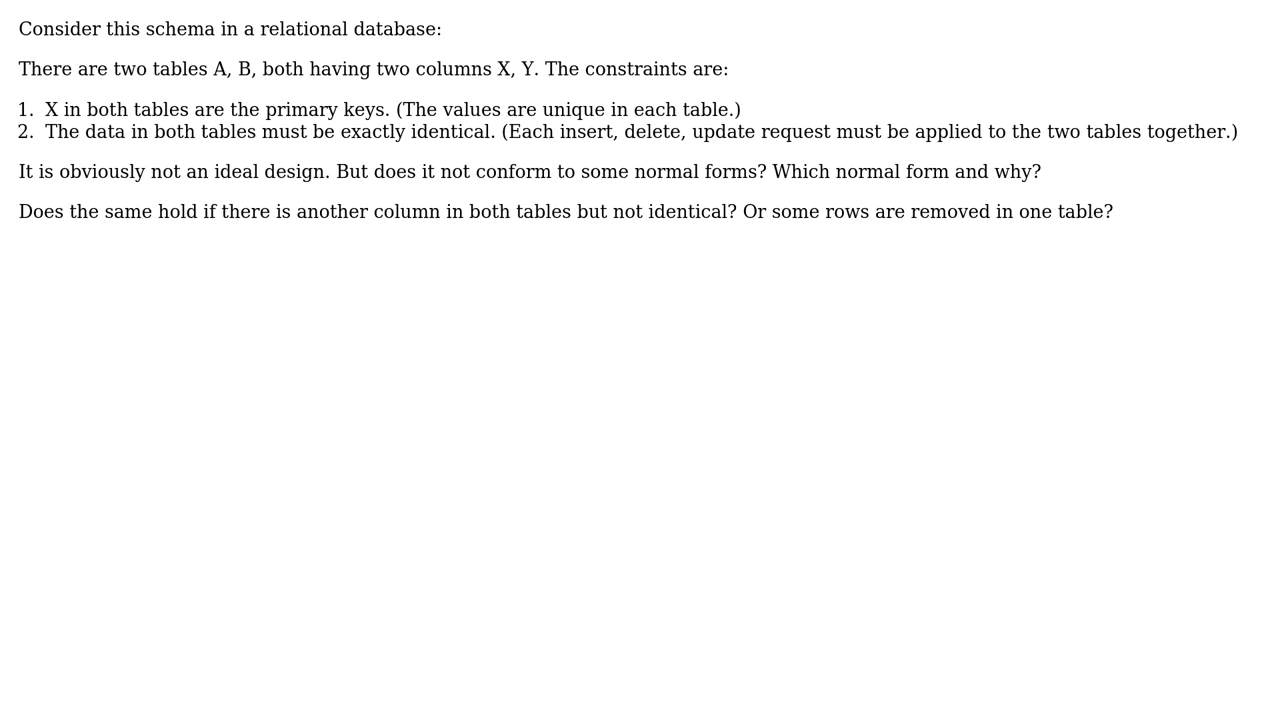 Consider this schema in a relational database:
There are two tables A, B, both having two columns X, Y. The constraints are:
1. X in both tables are the primary keys. (The values are unique in each table.)
2. The data in both tables must be exactly identical. (Each insert, delete, update request must be applied to the two tables together.)
It is obviously not an ideal design. But does it not conform to some normal forms? Which normal form and why?
Does the same hold if there is another column in both tables but not identical? Or some rows are removed in one table?